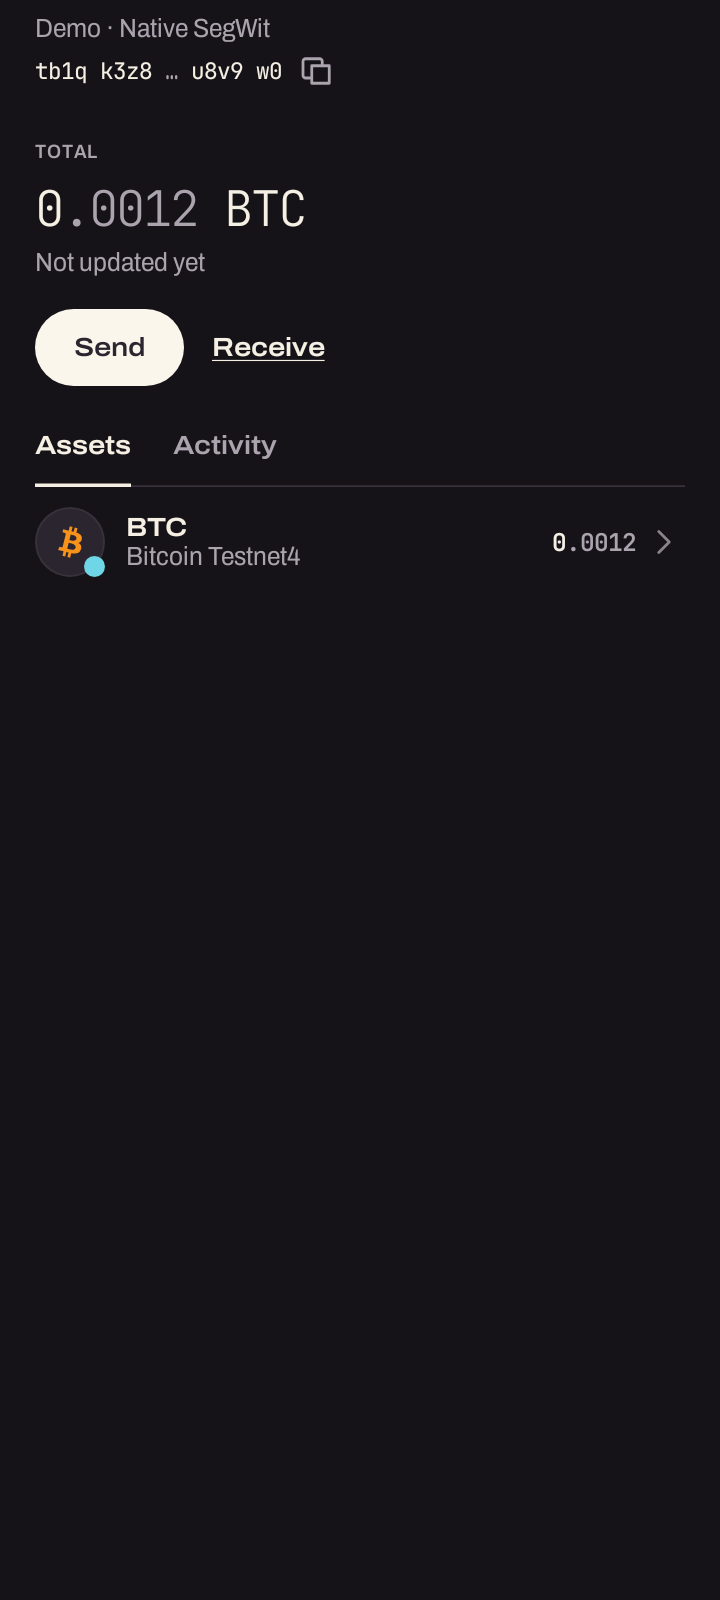 Demo · Native SegWit
tb1q k3z8 … u8v9 w0
TOTAL
0.0012 BTC
Not updated yet
Send Receive
Assets Activity
BTC
Bitcoin Testnet4
0.0012